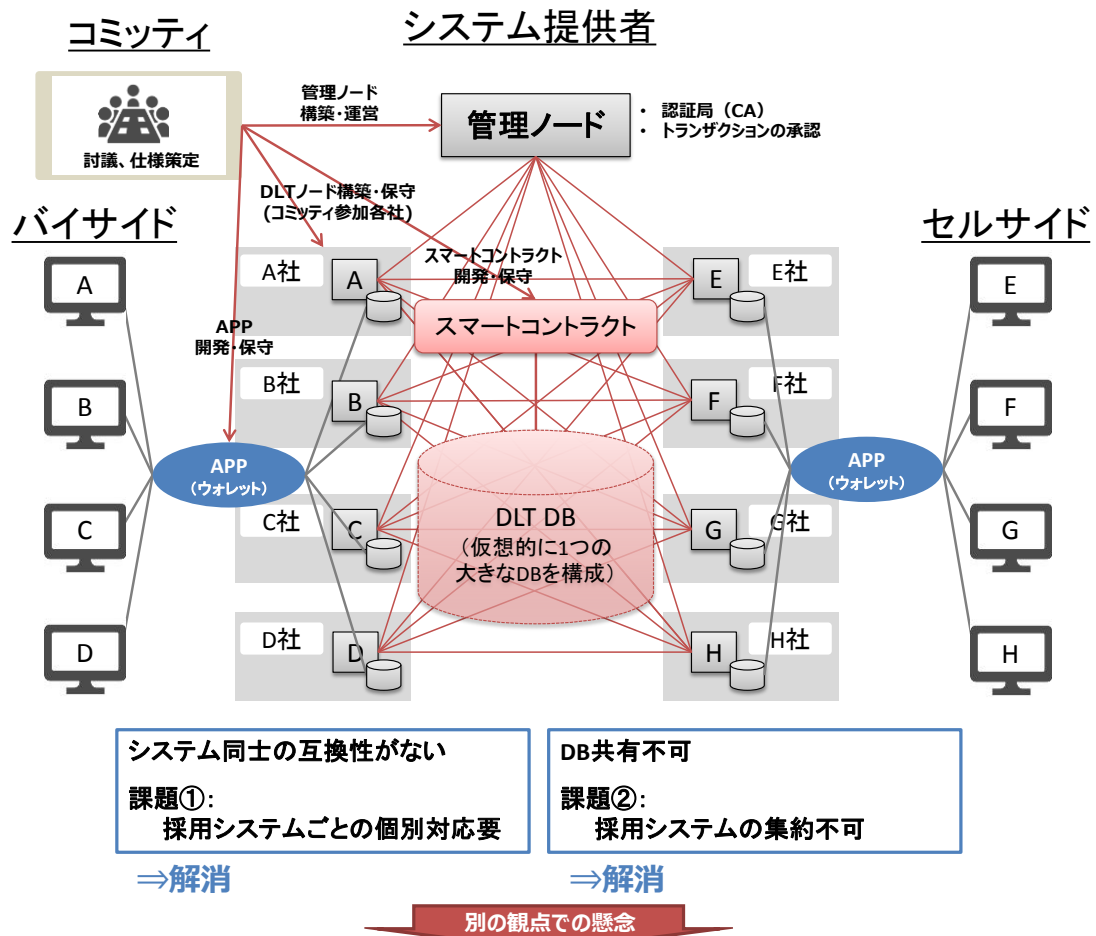 コミッティ
システム提供者
討議、仕様策定
管理ノード
構築・運営
管理ノード
・ 認証局（CA）
・ トランザクションの承認
DLTノード構築・保守
(コミッティ参加各社)
スマートコントラクト
開発・保守
APP
開発・保守
バイサイド
セルサイド
A
B
C
D
APP
（ウォレット）
A社
A
B社
B
C社
C
D社
D
スマートコントラクト
DLT DB
（仮想的に1つの
大きなDBを構成）
E
E社
F
F社
G
G社
H
H社
APP
（ウォレット）
E
F
G
H
システム同士の互換性がない
課題①：
採用システムごとの個別対応要
⇒解消
DB共有不可
課題②：
採用システムの集約不可
⇒解消
別の観点での懸念